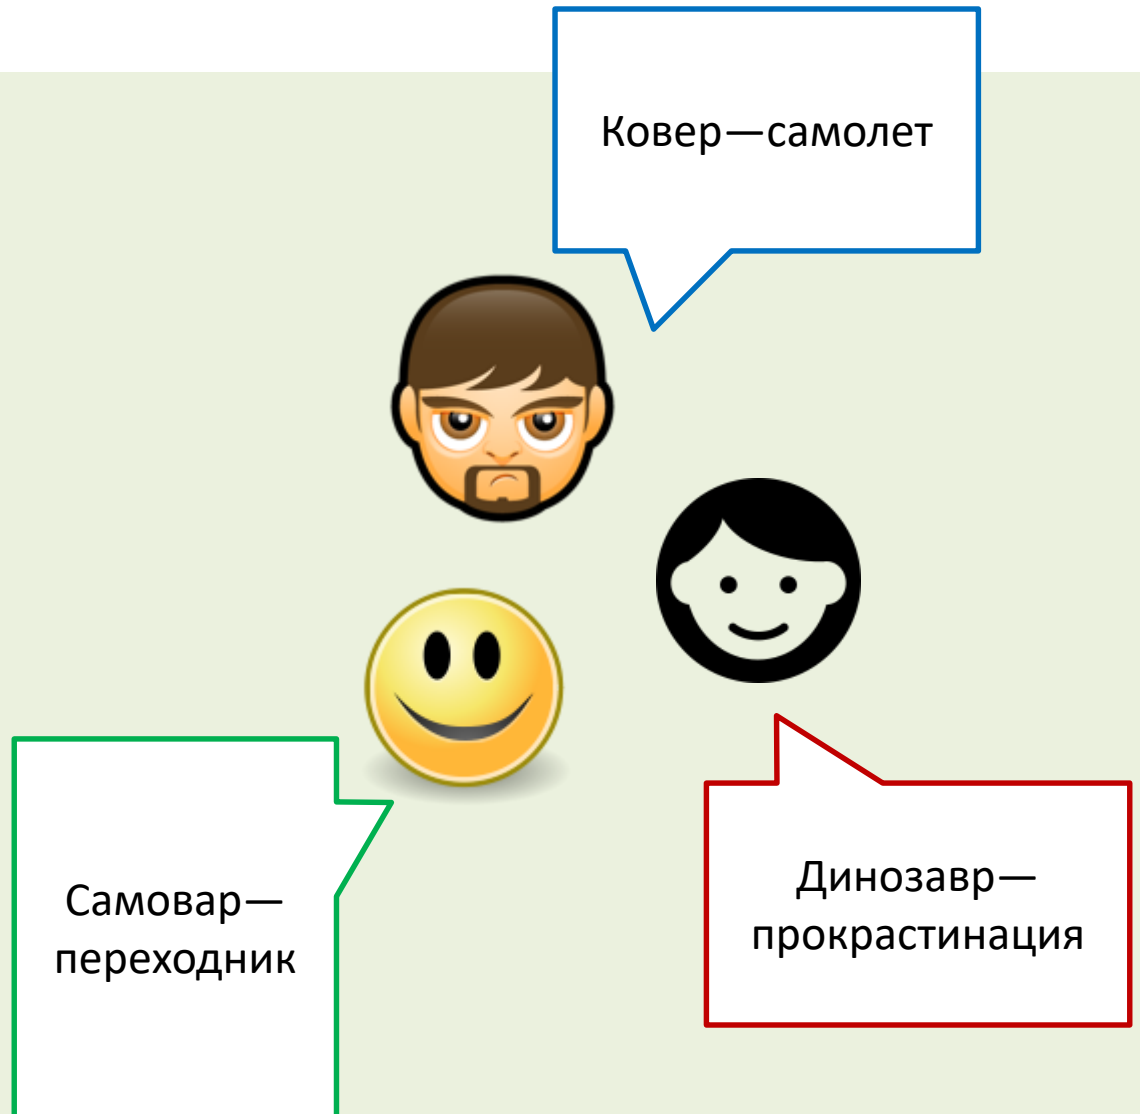 Ковер—самолет
Динозавр—
прокрастинация
Самовар—
переходник